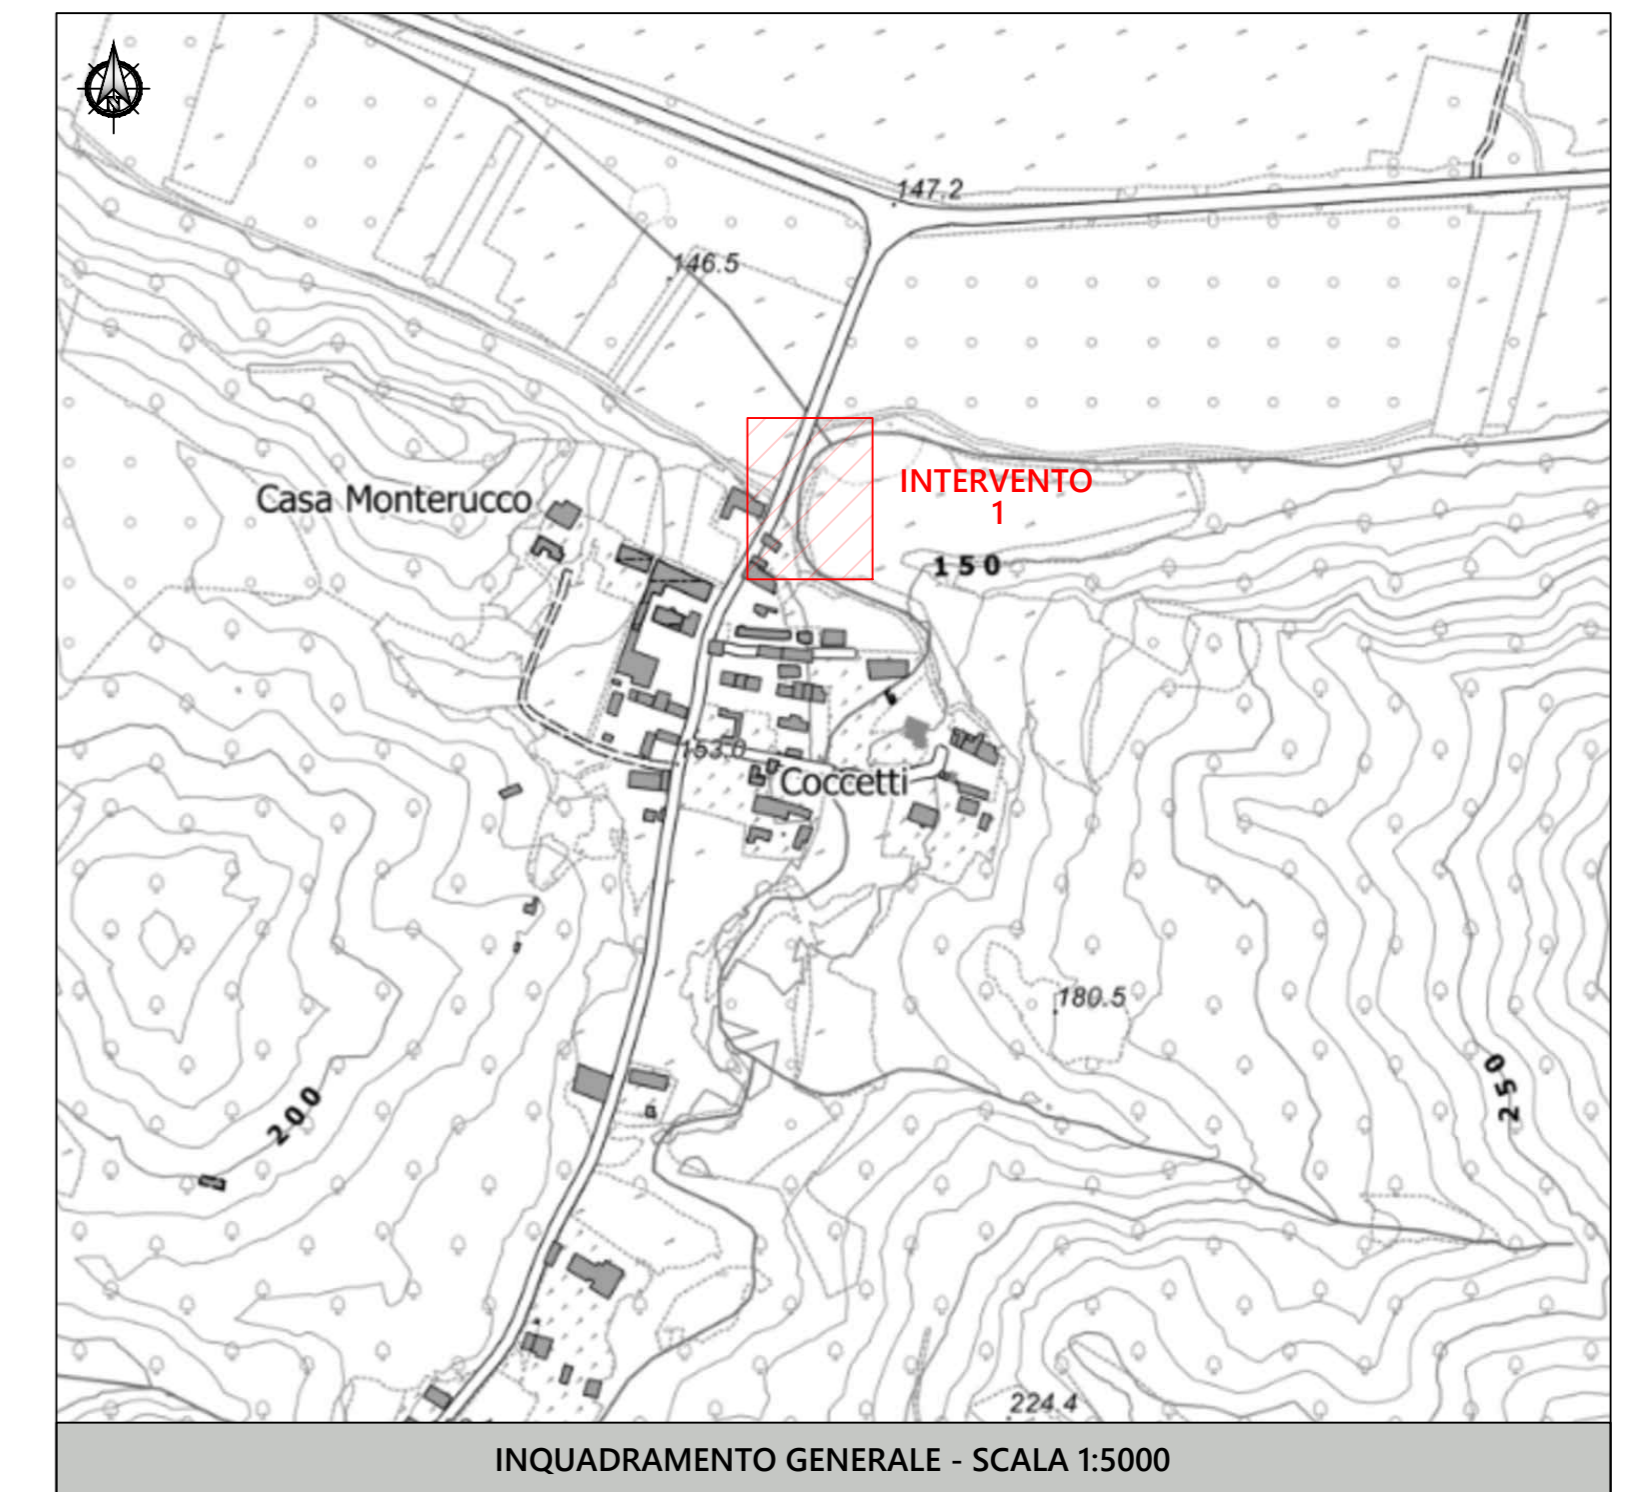 N
147.2
146.5
INTERVENTO
1
Casa Monterucco
150
153,0
Coccetti
180.5
250
200
224.4
INQUADRAMENTO GENERALE - SCALA 1:5000